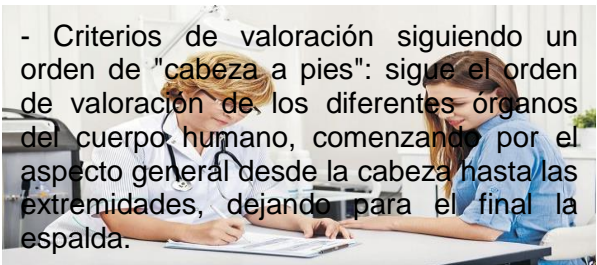 - Criterios de valoración siguiendo un
orden de "cabeza a pies": sigue el orden
de valoración de los diferentes órganos
del cuerpo humano, comenzando por el
aspecto general desde la cabeza hasta las
extremidades, dejando para el final la
espalda.